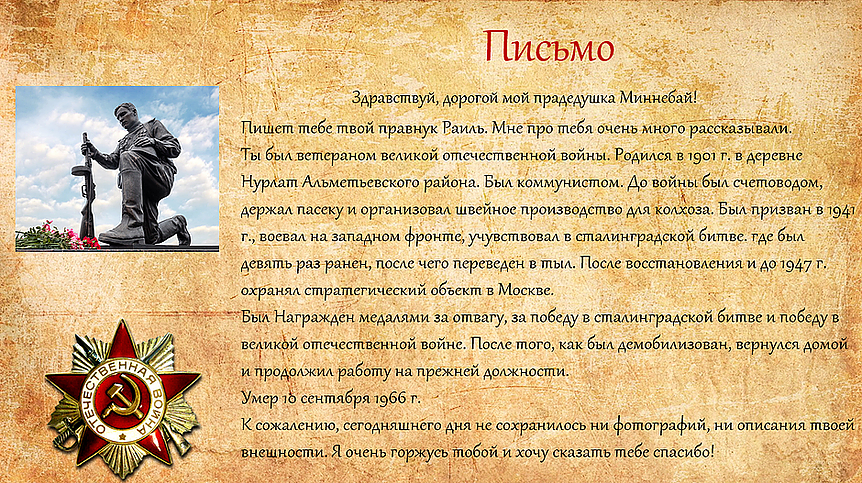 Письмо
Здравствуй, дорогой мой прадедушка Миннебай!
Пишет тебе твой правнук Раиль. Мне про тебя очень много рассказывали.
Ты был ветераном великой отечественной войны. Родился в 1901 г. в деревне
Нурлат Альметьевского района. Был коммунистом. До войны был счетоводом,
держал пасеку и организовал швейное производство для колхоза. Был призван в 1941
г., воевал на западном фронте, учувствовал в сталинградской битве. где был
девять раз ранен, после чего переведен в тыл. После восстановления и до 1947 г.
охранял стратегический объект в Москве.
Был Награжден медалями за отвагу, за победу в сталинградской битве и победу в
великой отечественной войне. После того, как был демобилизован, вернулся домой
и продолжил работу на прежней должности.
Умер 10 сентября 1966 г.
К сожалению, сегодняшнего дня не сохранилось ни фотографий, ни описания твоей
внешности. Я очень горжусь тобой и хочу сказать тебе спасибо!
ОТЕЧЕСТВЕННАЯ ВОЙНА